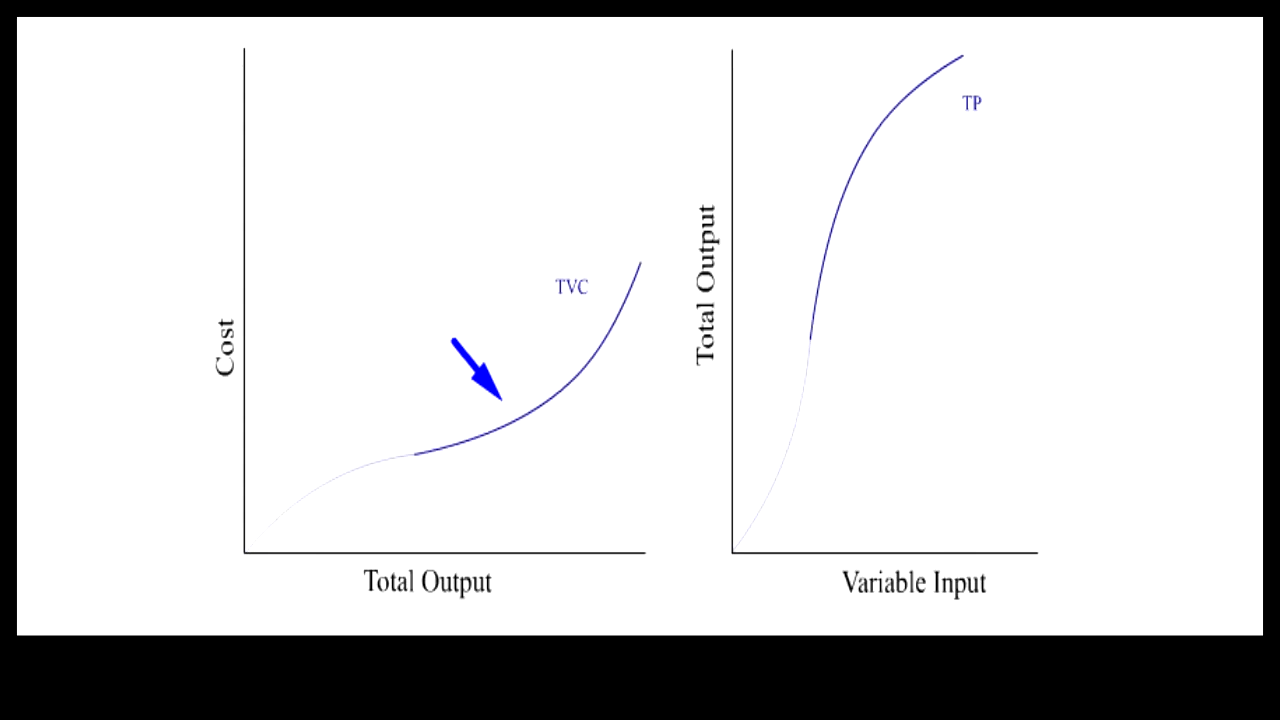 Cost
TVC
Total Output
Total Output
TP
Variable Input